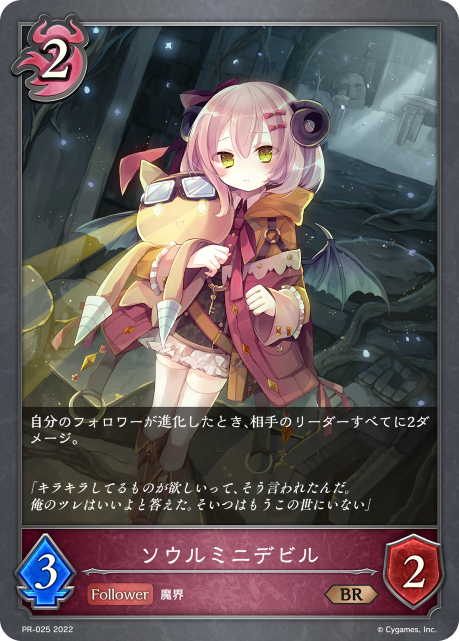 2
自分のフォロワーが進化したとき、相手のリーダーすべてに2ダ
メージ。
「キラキラしてるものが欲しいって、そう言われたんだ。
俺のツレはいいよと答えた。そいつはもうこの世にいない」
ソウルミニデビル
3
Follower 魔界
BR
2
PR-025 2022
© Cygames, Inc.